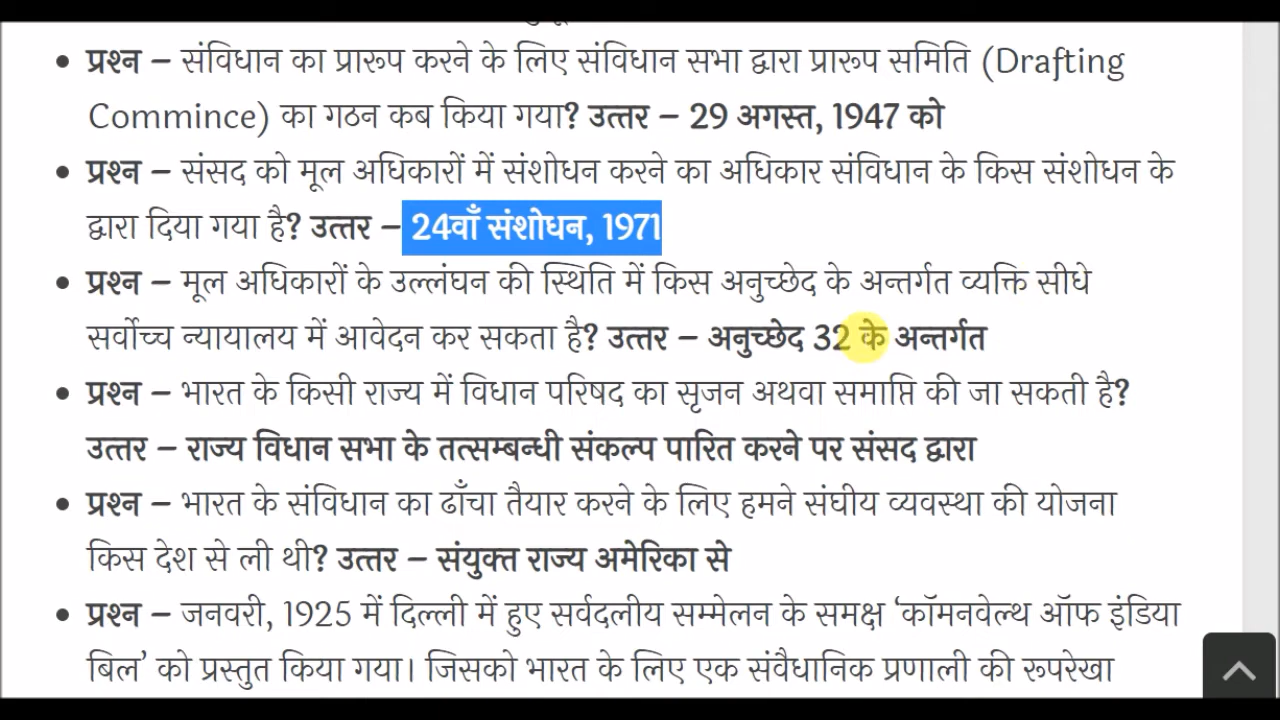 प्रश्न – संविधान का प्रारूप करने के लिए संविधान सभा द्वारा प्रारूप समिति (Drafting
Commince) का गठन कब किया गया? उत्तर – 29 अगस्त, 1947 को
प्रश्न – संसद को मूल अधिकारों में संशोधन करने का अधिकार संविधान के किस संशोधन के
द्वारा दिया गया है? उत्तर – 24वाँ संशोधन, 1971
प्रश्न – मूल अधिकारों के उल्लंघन की स्थिति में किस अनुच्छेद के अन्तर्गत व्यक्ति सीधे
सर्वोच्च न्यायालय में आवेदन कर सकता है? उत्तर – अनुच्छेद 32 के अन्तर्गत
प्रश्न – भारत के किसी राज्य में विधान परिषद का सृजन अथवा समाप्ति की जा सकती है?
उत्तर – राज्य विधान सभा के तत्सम्बन्धी संकल्प पारित करने पर संसद द्वारा
प्रश्न – भारत के संविधान का ढाँचा तैयार करने के लिए हमने संघीय व्यवस्था की योजना
किस देश से ली थी? उत्तर – संयुक्त राज्य अमेरिका से
प्रश्न – जनवरी, 1925 में दिल्ली में हुए सर्वदलीय सम्मेलन के समक्ष ‘कॉमनवेल्थ ऑफ इंडिया
बिल’ को प्रस्तुत किया गया। जिसको भारत के लिए एक संवैधानिक प्रणाली की रूपरेखा